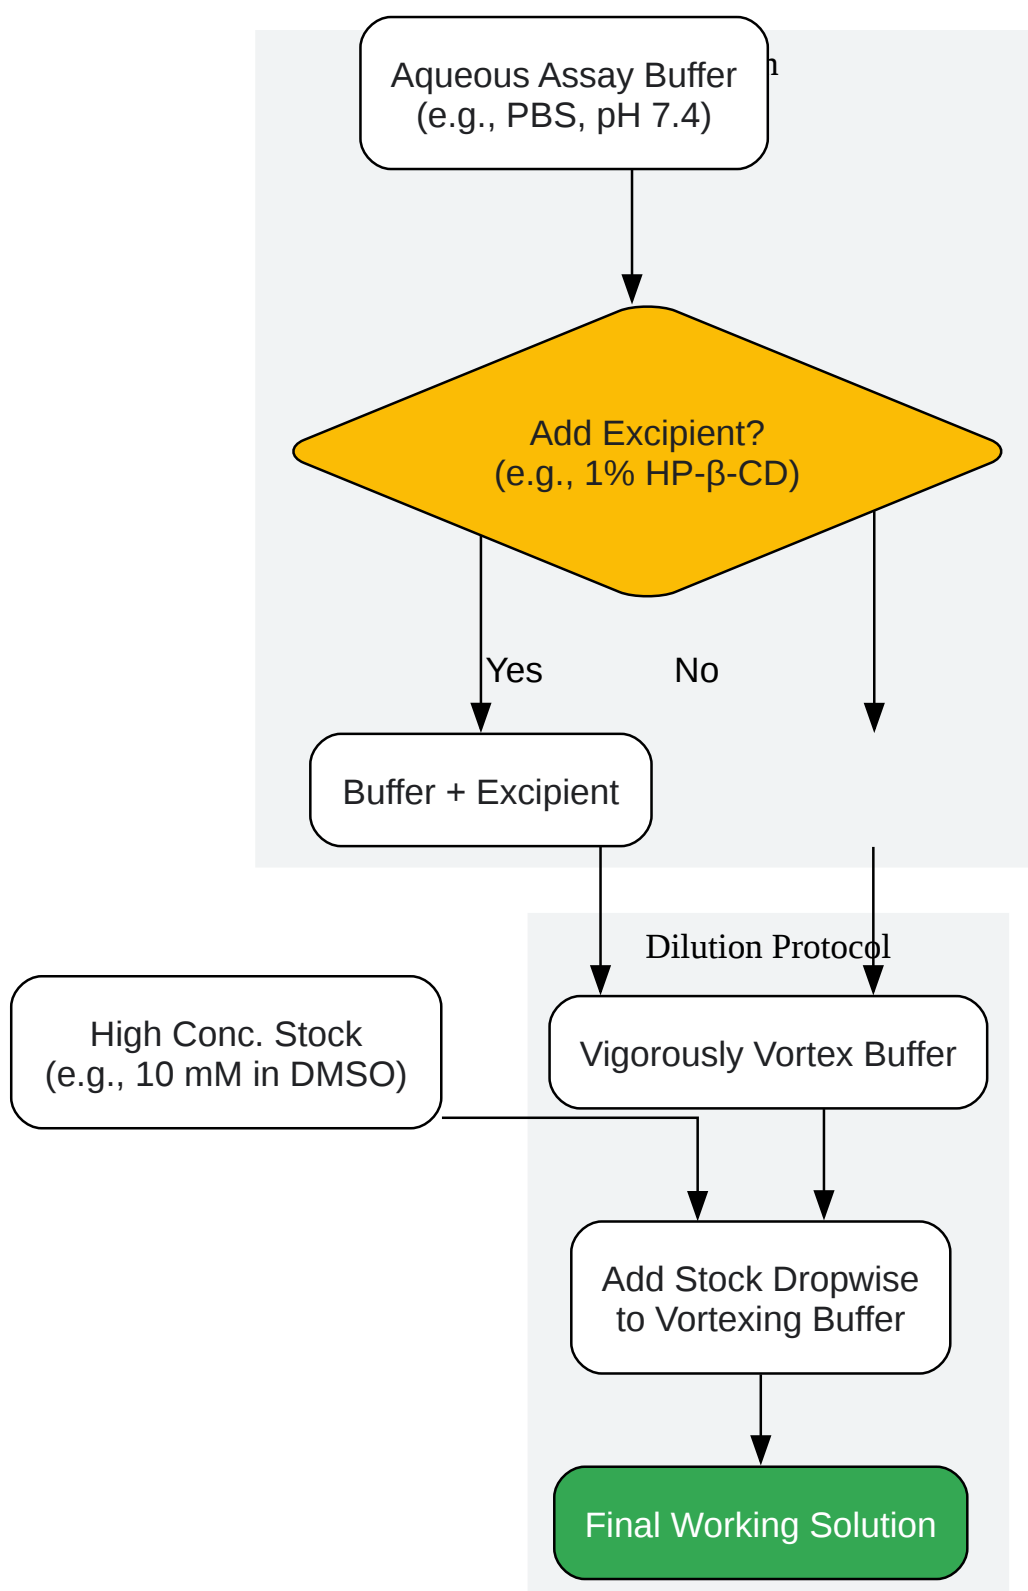 Aqueous Assay Buffer
(e.g., PBS, pH 7.4)
Add Excipient?
(e.g., 1% HP-β-CD)
Yes
No
Buffer + Excipient
Dilution Protocol
High Conc. Stock
(e.g., 10 mM in DMSO)
Vigorously Vortex Buffer
Add Stock Dropwise
to Vortexing Buffer
Final Working Solution